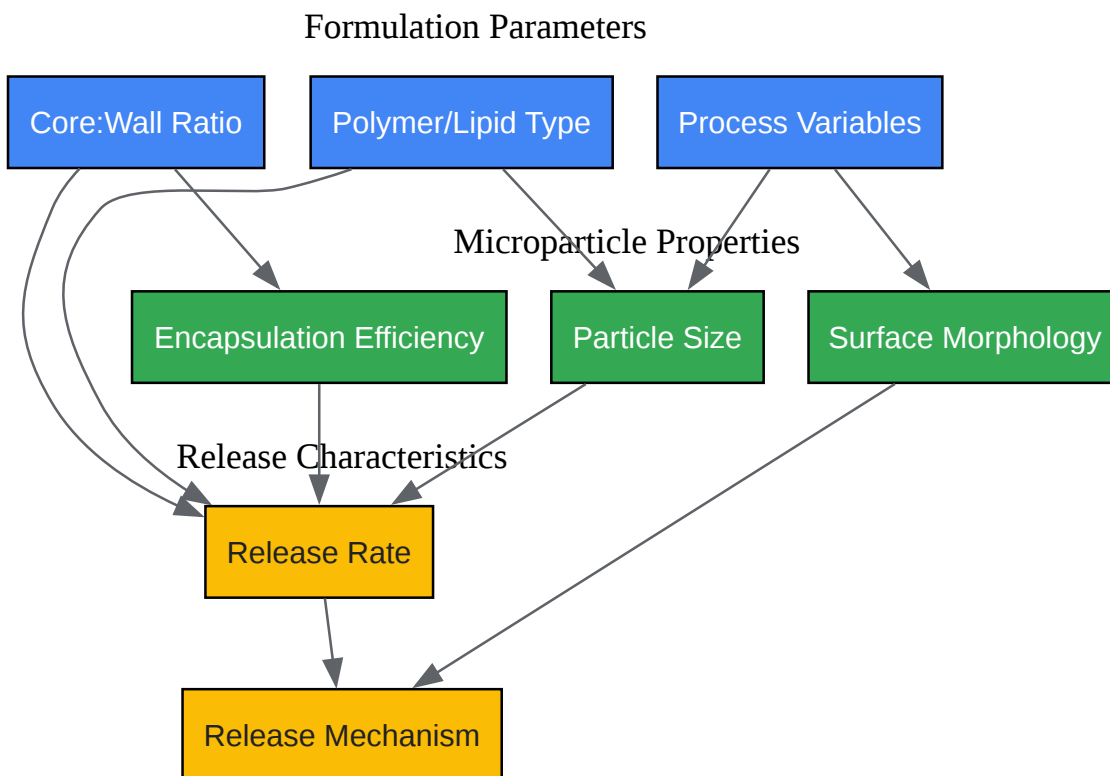 Formulation Parameters
Core:Wall Ratio
Polymer/Lipid Type
Process Variables
Microparticle Properties
Encapsulation Efficiency
Particle Size
Surface Morphology
Release Characteristics
Release Rate
Release Mechanism